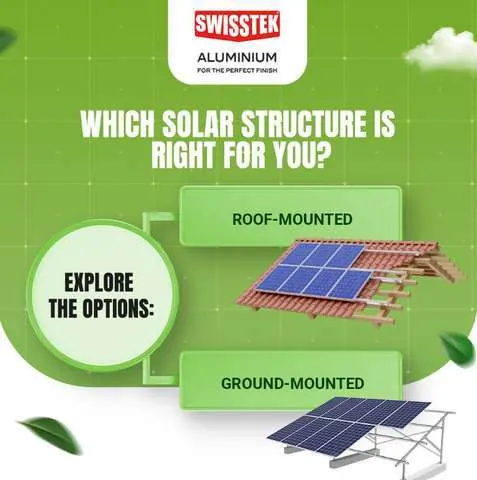 SWISSTEK
ALUMINIUM
FOR THE PERFECT FINISH
WHICH SOLAR STRUCTURE IS
RIGHT FOR YOU?
ROOF-MOUNTED
EXPLORE
THE OPTIONS:
GROUND-MOUNTED